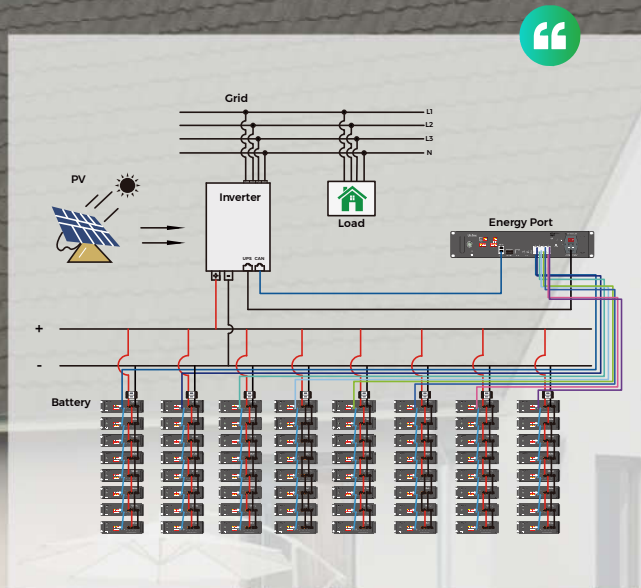 Grid
L1
L2
L3
N
PV
Inverter
Load
Energy Port
UPS CAN
+ -
+
-
Battery